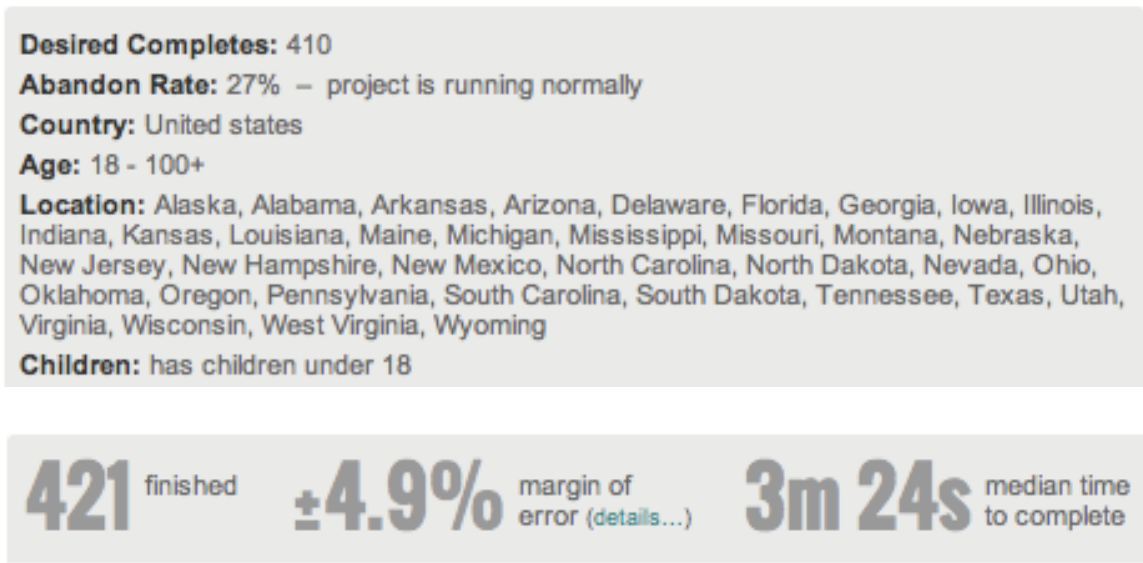 Desired Completes: 410
Abandon Rate: 27% – project is running normally
Country: United states
Age: 18 - 100+
Location: Alaska, Alabama, Arkansas, Arizona, Delaware, Florida, Georgia, Iowa, Illinois,
Indiana, Kansas, Louisiana, Maine, Michigan, Mississippi, Missouri, Montana, Nebraska,
New Jersey, New Hampshire, New Mexico, North Carolina, North Dakota, Nevada, Ohio,
Oklahoma, Oregon, Pennsylvania, South Carolina, South Dakota, Tennessee, Texas, Utah,
Virginia, Wisconsin, West Virginia, Wyoming
Children: has children under 18
421 finished
±4.9% margin of
error (details...)
3m 24s median time
to complete